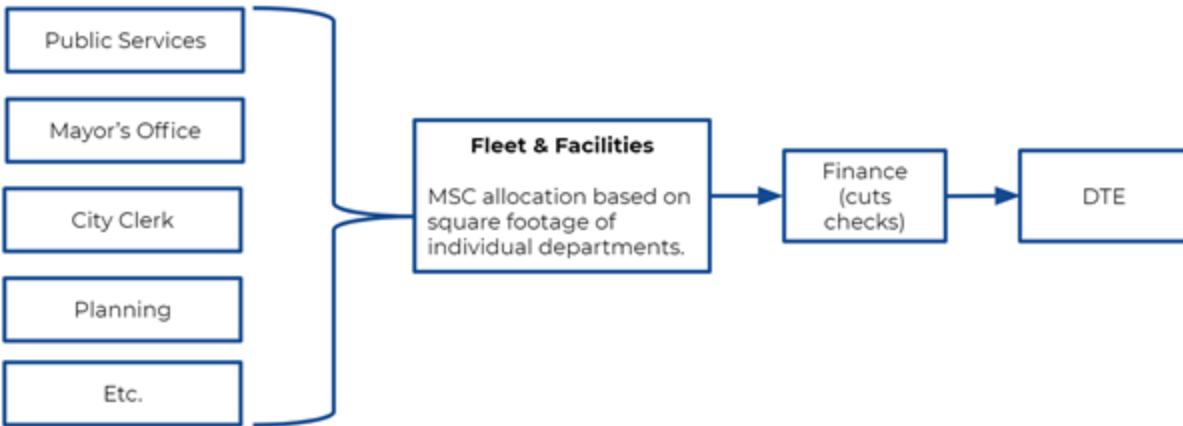 Public Services
Mayor’s Office
City Clerk
Planning
Etc.
Fleet & Facilities
MSC allocation based on
square footage of
individual departments.
Finance
(cuts
checks)
DTE